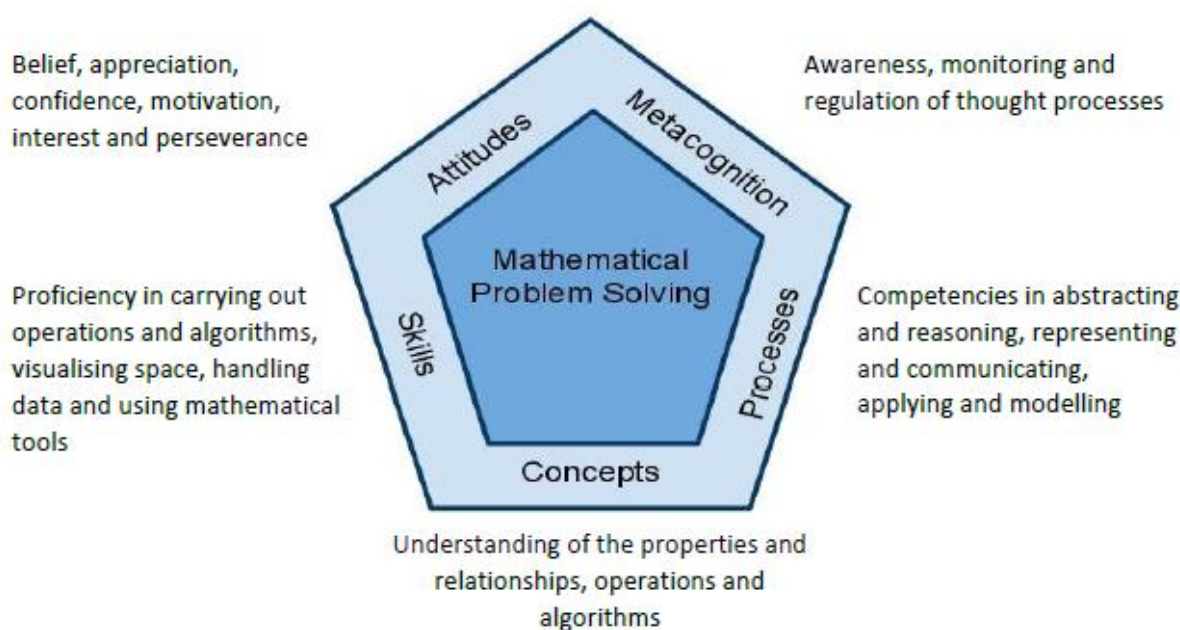 Belief, appreciation,
confidence, motivation,
interest and perseverance
Attitudes
Metacognition
Awareness, monitoring and
regulation of thought processes
Mathematical
Problem Solving
Proficiency in carrying out
operations and algorithms,
visualising space, handling
data and using mathematical
tools
Skills
Processes
Competencies in abstracting
and reasoning, representing
and communicating,
applying and modelling
Concepts
Understanding of the properties and
relationships, operations and
algorithms